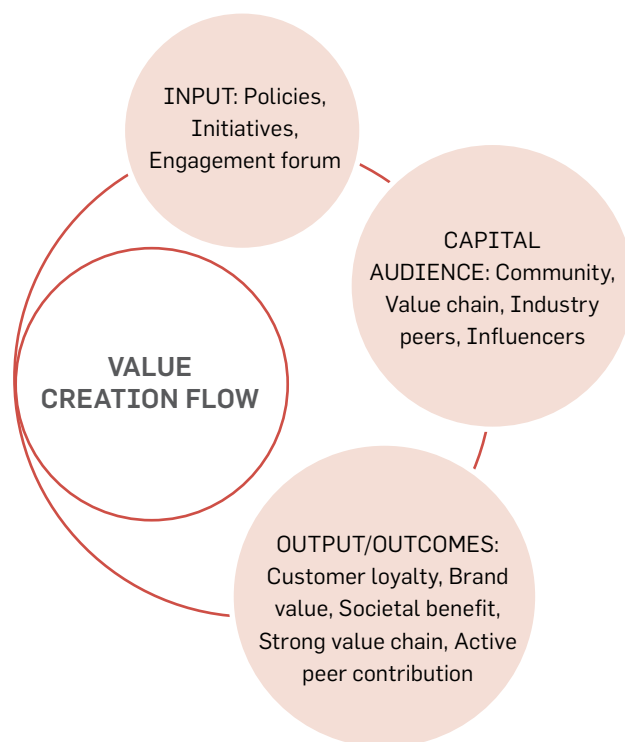 INPUT: Policies,
Initiatives,
Engagement forum
CAPITAL
AUDIENCE: Community,
Value chain, Industry
peers, Influencers
VALUE
CREATION FLOW
OUTPUT/OUTCOMES:
Customer loyalty, Brand
value, Societal benefit,
Strong value chain, Active
peer contribution